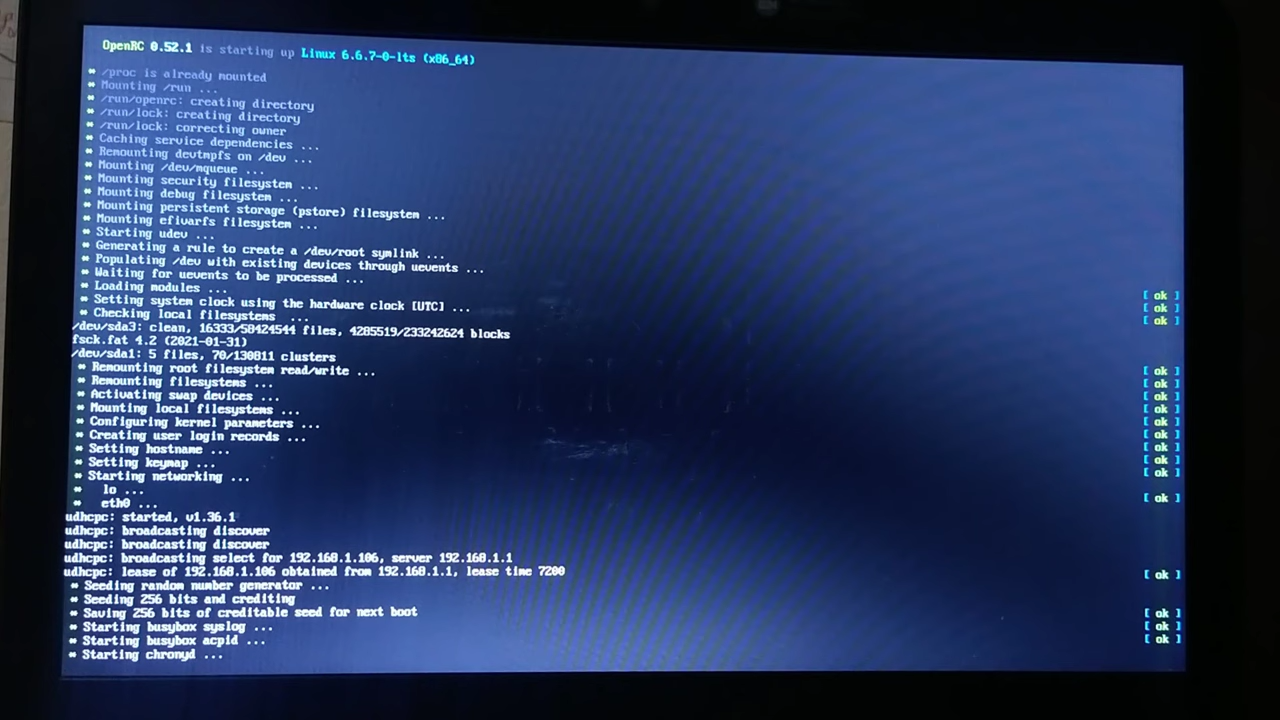 OpenRC 0.52.1 is starting up Linux 6.6.7-0-lts (x86_64)
* /proc is already mounted
* Mounting /run ...
* /run/openrc: creating directory
* /run/lock: creating directory
* /run/lock: correcting owner
* Caching service dependencies ...
* Remounting devtmpfs on /dev ...
* Mounting /dev/mqueue ...
* Mounting security filesystem ...
* Mounting debug filesystem ...
* Mounting persistent storage (pstore) filesystem ...
* Mounting efivarfs filesystem ...
* Starting udev ...
* Generating a rule to create a /dev/root symlink ...
* Populating /dev with existing devices through uevents ...
* Waiting for uevents to be processed ...
* Loading modules ... [ ok ]
* Setting system clock using the hardware clock [UTC] ... [ ok ]
* Checking local filesystems ... [ ok ]
/dev/sda3: clean, 16333/58424544 files, 4285519/233242624 blocks
fsck.fat 4.2 (2021-01-31)
/dev/sda1: 5 files, 70/130811 clusters
* Remounting root filesystem read/write ... [ ok ]
* Remounting filesystems ... [ ok ]
* Activating swap devices ... [ ok ]
* Mounting local filesystems ... [ ok ]
* Configuring kernel parameters ... [ ok ]
* Creating user login records ... [ ok ]
* Setting hostname ... [ ok ]
* Setting keymap ... [ ok ]
* Starting networking ... [ ok ]
* lo ...
* eth0 ... [ ok ]
udhcpc: started, v1.36.1
udhcpc: broadcasting discover
udhcpc: broadcasting discover
udhcpc: broadcasting select for 192.168.1.106, server 192.168.1.1
udhcpc: lease of 192.168.1.106 obtained from 192.168.1.1, lease time 7200
* Seeding random number generator ... [ ok ]
* Seeding 256 bits and crediting
* Saving 256 bits of creditable seed for next boot
* Starting busybox syslog ... [ ok ]
* Starting busybox acpid ... [ ok ]
* Starting chronyd ... [ ok ]